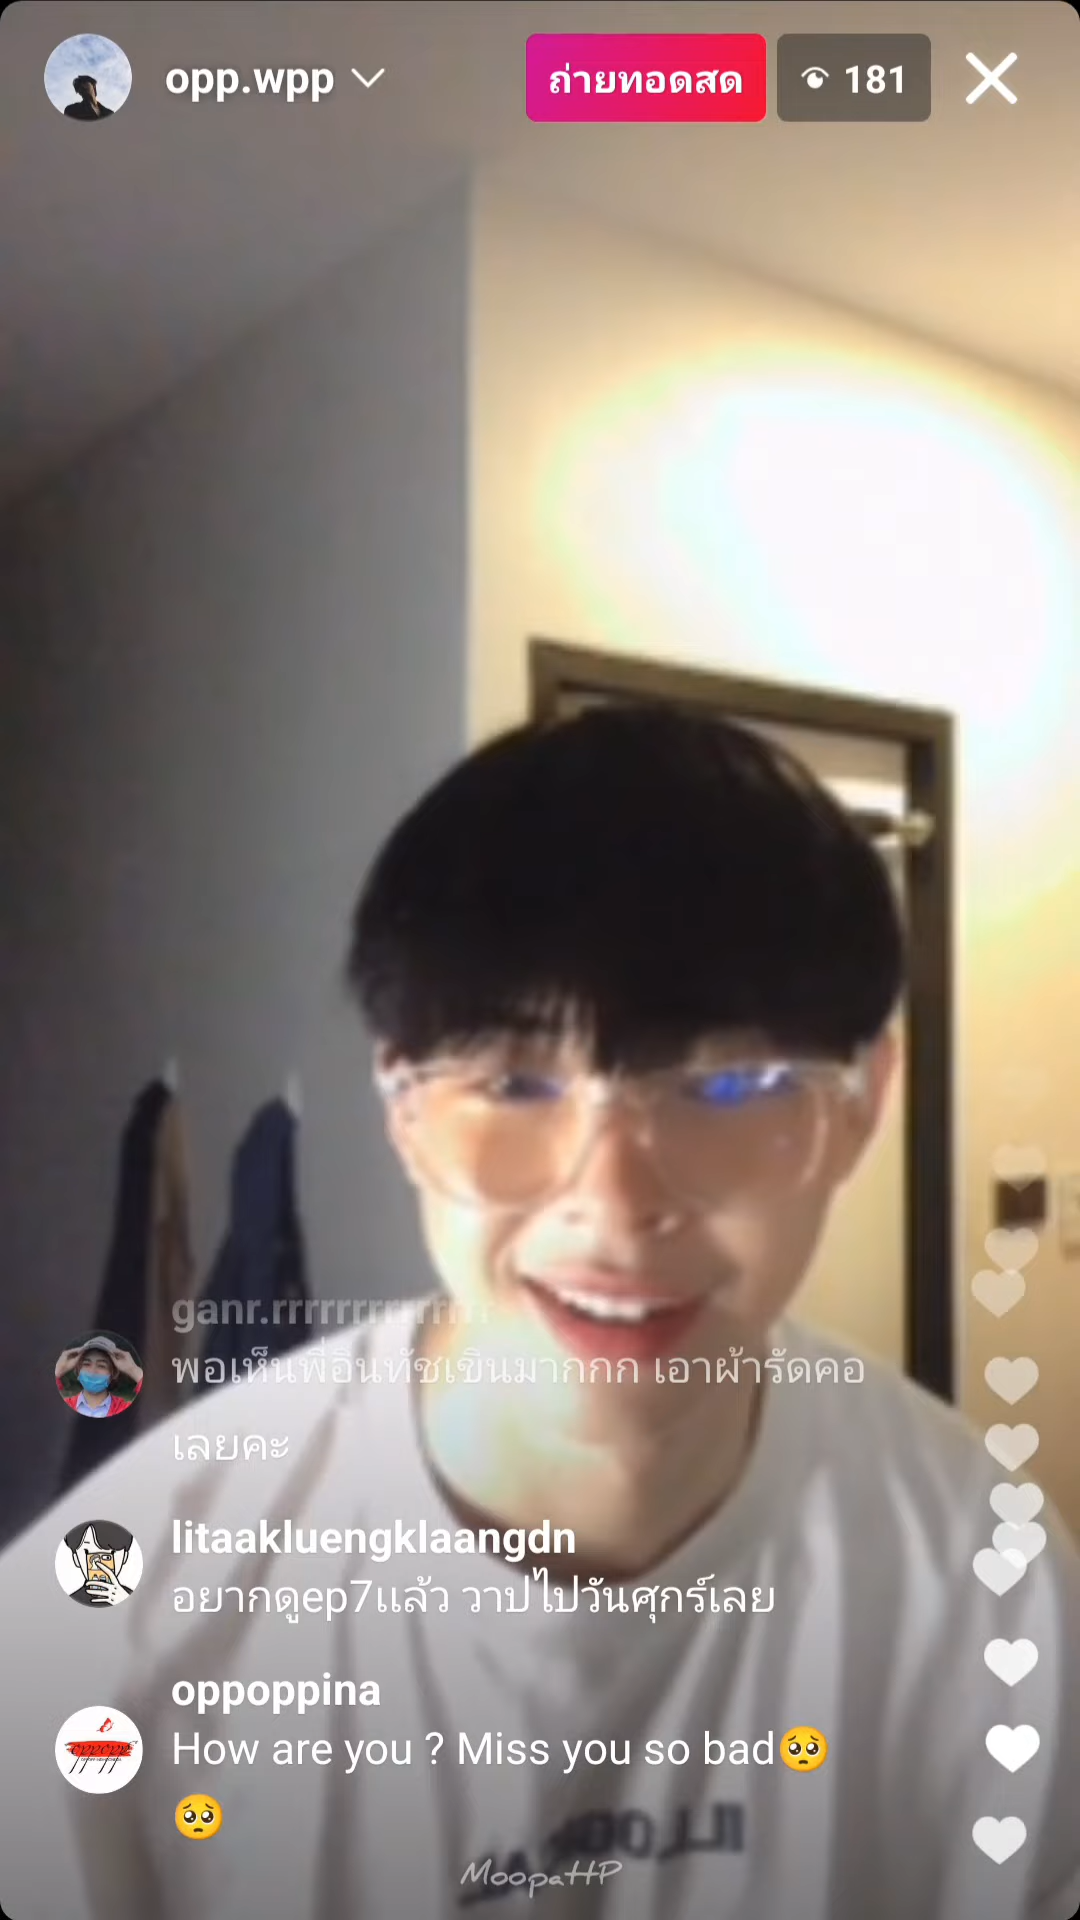 opp.wpp
ถ่ายทอดสด
181
ganr.rrrrrrrrrrrrrr
พอเห็นพี่อินทัชเขินมากกก เอาผ้ารัดคอ
เลยคะ
litaakluengklaangdn
อยากดูep7แล้ว วาปไปวันศุกร์เลย
oppoppina
How are you ? Miss you so bad🥺
🥺
MoopaHP